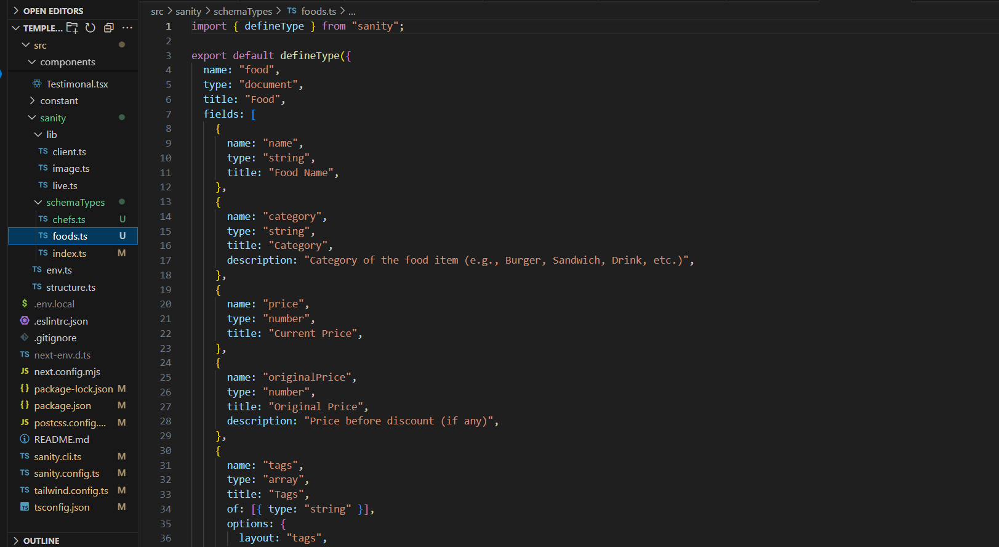 OPEN EDITORS
TEMPLE...
src
components
Testimonal.tsx
constant
sanity
lib
TS client.ts
TS image.ts
TS live.ts
schemaTypes
TS chefs.ts U
TS foods.ts U
TS index.ts M
TS env.ts
TS structure.ts
$ .env.local
.eslintrc.json
.gitignore
TS next-env.d.ts
JS next.config.mjs
{} package-lock.json M
{} package.json M
JS postcss.config.... M
README.md
TS sanity.cli.ts M
TS sanity.config.ts M
TS tailwind.config.ts M
TS tsconfig.json M
OUTLINE
src > sanity > schemaTypes > TS foods.ts > ...
1 import { defineType } from "sanity";
2
3 export default defineType({
4 name: "food",
5 type: "document",
6 title: "Food",
7 fields: [
8 {
9 name: "name",
10 type: "string",
11 title: "Food Name",
12 },
13 {
14 name: "category",
15 type: "string",
16 title: "Category",
17 description: "Category of the food item (e.g., Burger, Sandwich, Drink, etc.)",
18 },
19 {
20 name: "price",
21 type: "number",
22 title: "Current Price",
23 },
24 {
25 name: "originalPrice",
26 type: "number",
27 title: "Original Price",
28 description: "Price before discount (if any)",
29 },
30 {
31 name: "tags",
32 type: "array",
33 title: "Tags",
34 of: [{ type: "string" }],
35 options: {
36 layout: "tags",